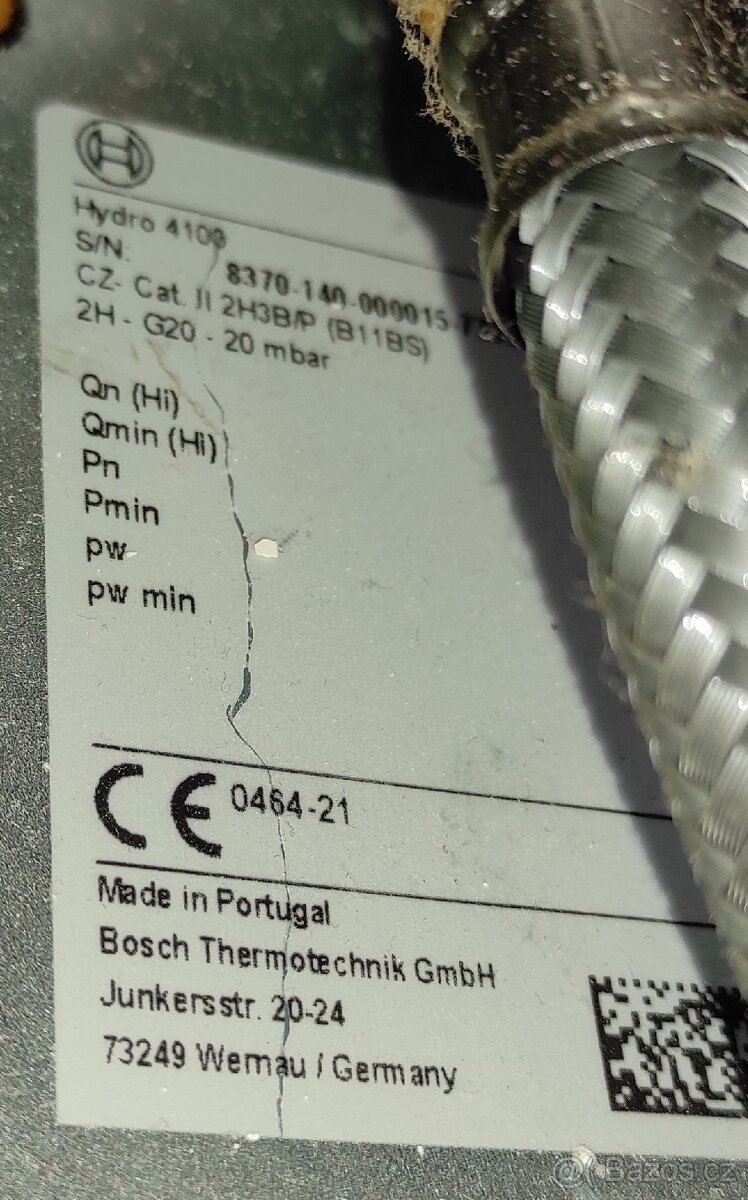 Hydro 4100
S/N:
8370-140-000015-
CZ- Cat. II 2H3B/P (B11BS)
2H - G20 - 20 mbar
Qn (Hi)
Qmin (Hi)
Pn
Pmin
pw
pw min
CE 0464-21
Made in Portugal
Bosch Thermotechnik GmbH
Junkersstr. 20-24
73249 Wernau / Germany
Bazos.cz